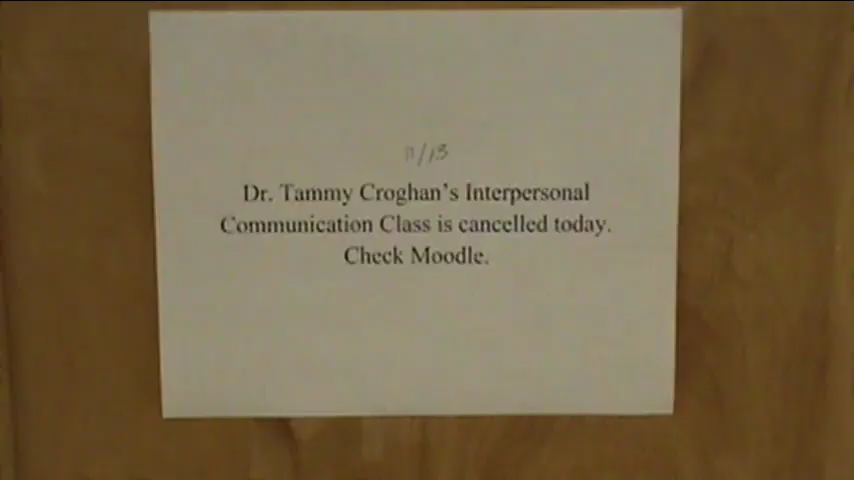 11/13
Dr. Tammy Croghan's Interpersonal
Communication Class is cancelled today.
Check Moodle.